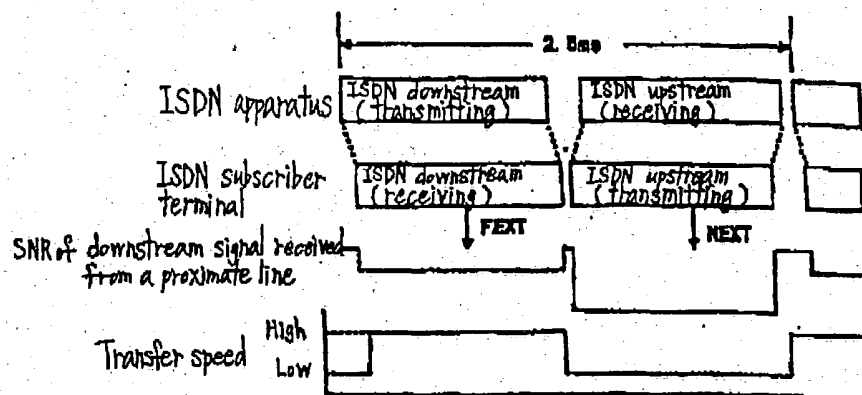 2.5ms
ISDN apparatus
ISDN downstream
(transmitting)
ISDN upstream
(receiving)
ISDN subscriber
terminal
ISDN downstream
(receiving)
ISDN upstream
(transmitting)
FEXT
NEXT
SNR of downstream signal received
from a proximate line
Transfer speed
High
Low